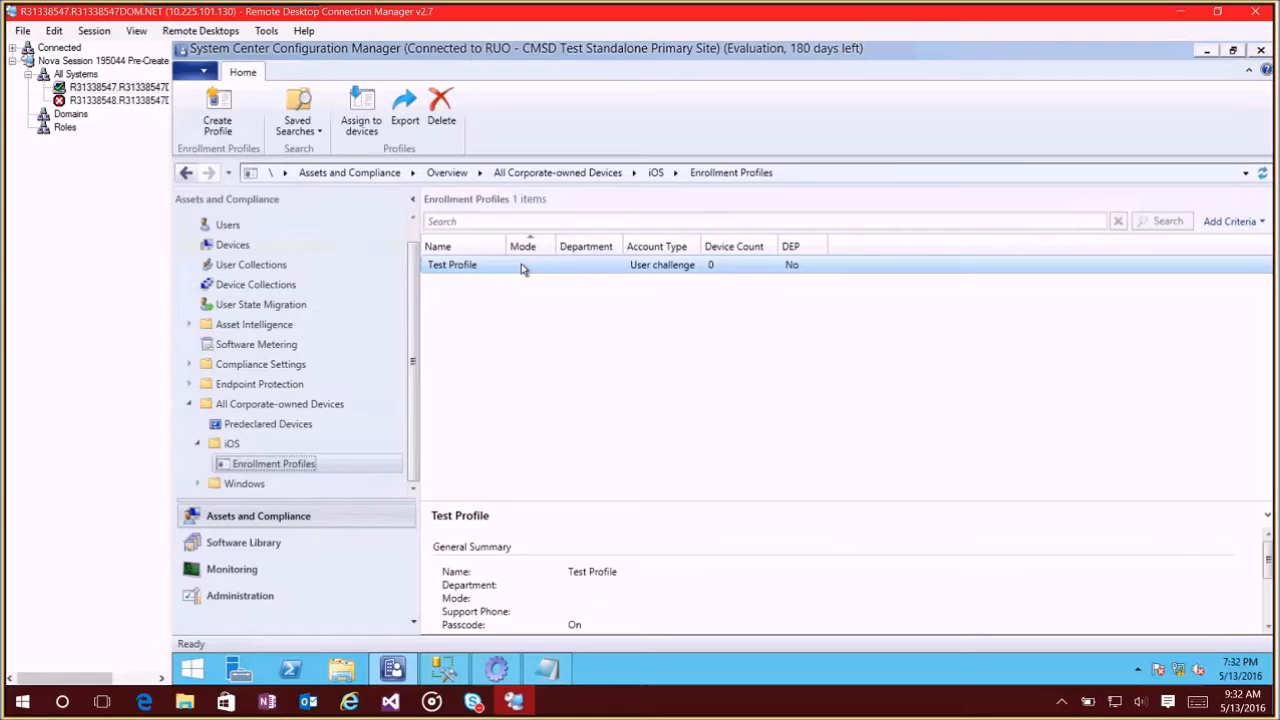 R31338547.R31338547DOM.NET (10.225.101.130) - Remote Desktop Connection Manager v2.7
File Edit Session View Remote Desktops Tools Help
Connected
Nova Session 195044 Pre-Create
All Systems
R31338547.R31338547D
R31338548.R31338547D
Domains
Roles
System Center Configuration Manager (Connected to RUO - CMSD Test Standalone Primary Site) (Evaluation, 180 days left)
Home
Create Profile
Saved Searches
Assign to devices
Export
Delete
Enrollment Profiles Search Profiles
\ Assets and Compliance Overview All Corporate-owned Devices iOS Enrollment Profiles
Assets and Compliance
Users
Devices
User Collections
Device Collections
User State Migration
Asset Intelligence
Software Metering
Compliance Settings
Endpoint Protection
All Corporate-owned Devices
Predeclared Devices
iOS
Enrollment Profiles
Windows
Assets and Compliance
Software Library
Monitoring
Administration
Enrollment Profiles 1 items
Search Search Add Criteria
Name Mode Department Account Type Device Count DEP
Test Profile User challenge 0 No
Test Profile
General Summary
Name: Test Profile
Department:
Mode:
Support Phone:
Passcode: On
Ready
7:32 PM
5/13/2016
9:32 AM
5/13/2016